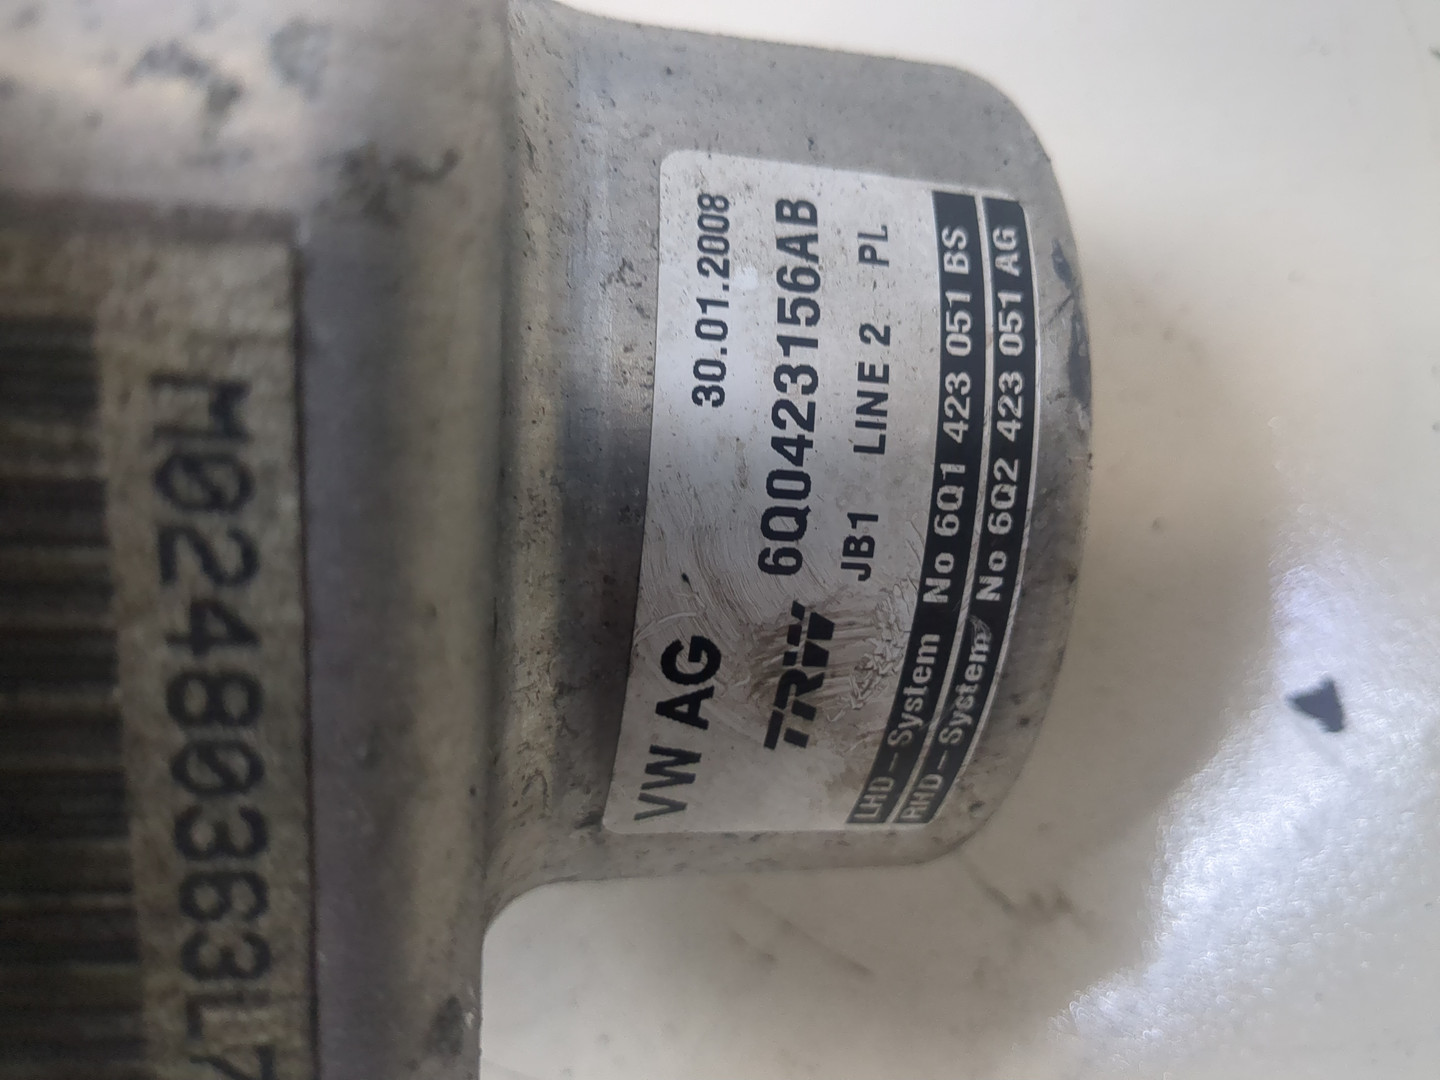 VW AG 30.01.2008
TRW 6Q0423156AB
JB1 LINE 2 PL
LHD-System No 6Q1 423 051 BS
RHD-System No 6Q2 423 051 AG
M02480363L7